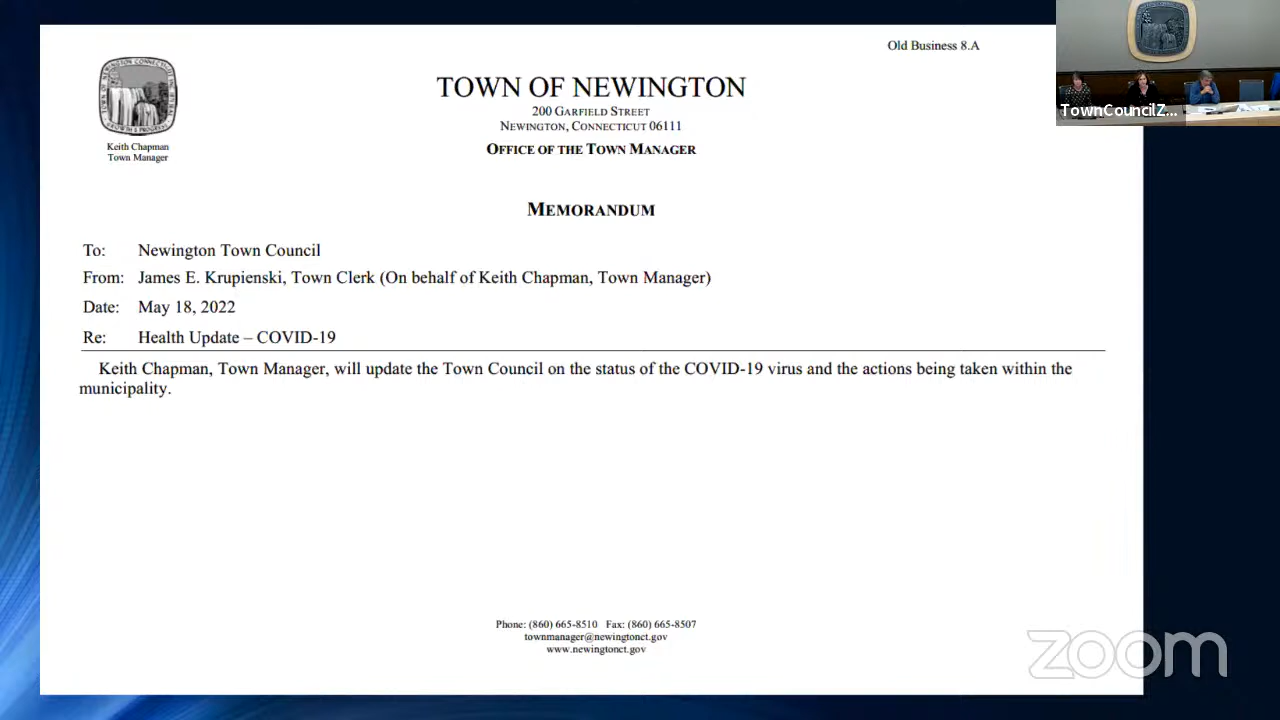 Old Business 8.A
TOWN OF NEWINGTON
200 GARFIELD STREET
NEWINGTON, CONNECTICUT 06111
OFFICE OF THE TOWN MANAGER
Keith Chapman
Town Manager
MEMORANDUM
To: Newington Town Council
From: James E. Krupienski, Town Clerk (On behalf of Keith Chapman, Town Manager)
Date: May 18, 2022
Re: Health Update – COVID-19
Keith Chapman, Town Manager, will update the Town Council on the status of the COVID-19 virus and the actions being taken within the
municipality.
Phone: (860) 665-8510 Fax: (860) 665-8507
townmanager@newingtonct.gov
www.newingtonct.gov
TownCouncilZ...
zoom